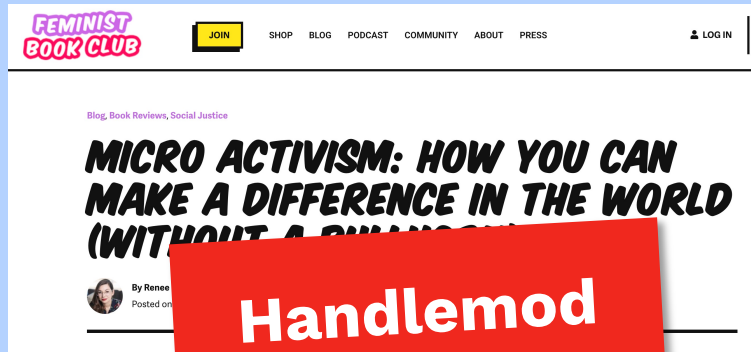 FEMINIST
BOOK CLUB
JOIN
SHOP BLOG PODCAST COMMUNITY ABOUT PRESS
LOG IN
Blog, Book Reviews, Social Justice
MICRO ACTIVISM: HOW YOU CAN
MAKE A DIFFERENCE IN THE WORLD
(WITHOUT A
By Renee
Posted on
Handlemod